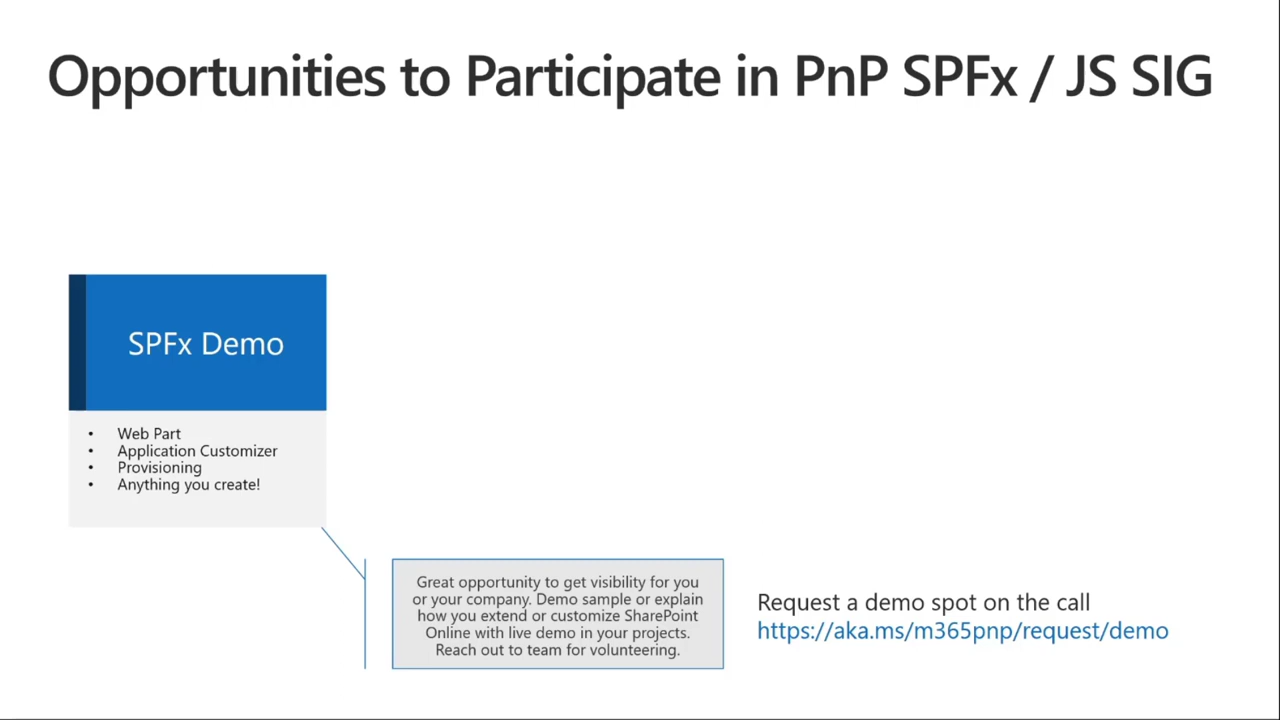 Opportunities to Participate in PnP SPFx / JS SIG
SPFx Demo
• Web Part
• Application Customizer
• Provisioning
• Anything you create!
Great opportunity to get visibility for you
or your company. Demo sample or explain
how you extend or customize SharePoint
Online with live demo in your projects.
Reach out to team for volunteering.
Request a demo spot on the call
https://aka.ms/m365pnp/request/demo